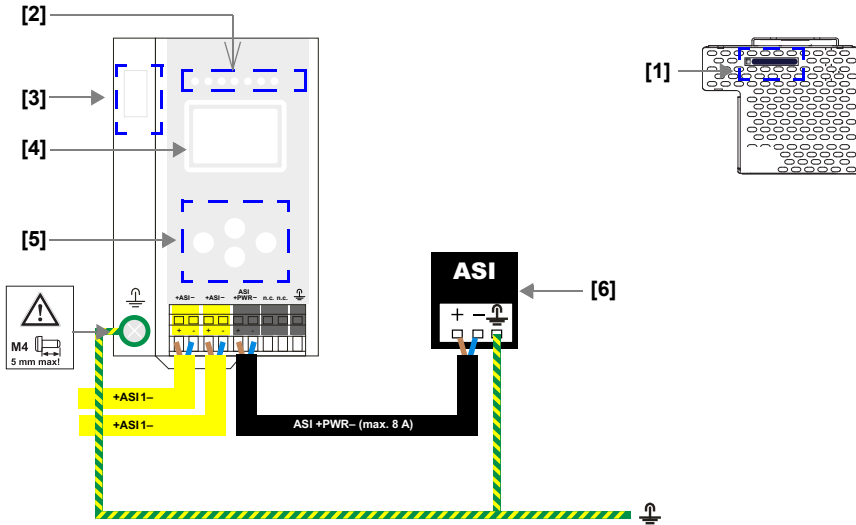 [2]
[1]
[3]
[4]
[5]
ASI
+ASI– +ASI– +PWR– n.c. n.c.
+ - + - + -
M4
5 mm max!
ASI
+ –
[6]
+ASI1–
+ASI1–
ASI +PWR– (max. 8 A)